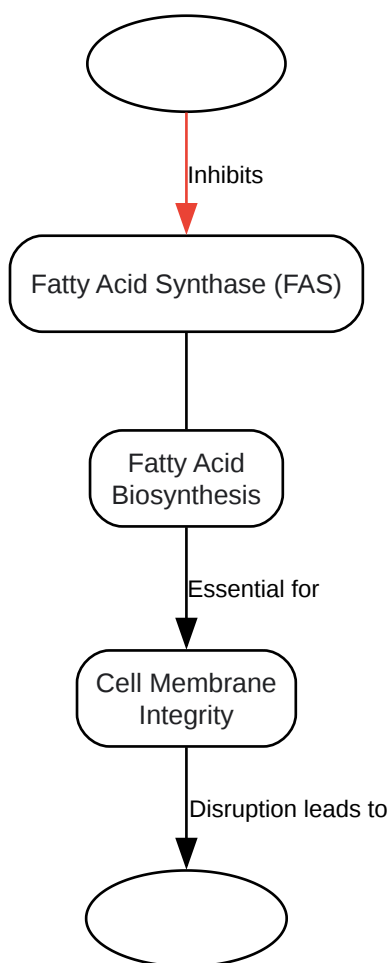 Inhibits
Fatty Acid Synthase (FAS)
Fatty Acid
Biosynthesis
Essential for
Cell Membrane
Integrity
Disruption leads to